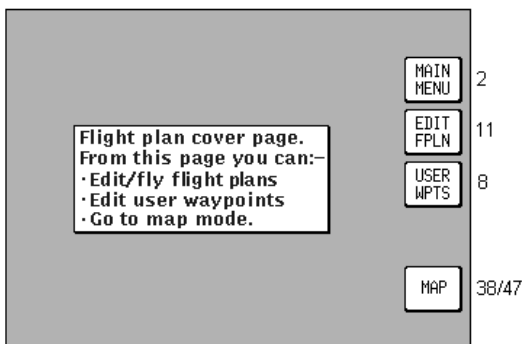 MAIN
MENU
2
EDIT
FPLN
11
Flight plan cover page.
From this page you can:–
·Edit/fly flight plans
·Edit user waypoints
·Go to map mode.
USER
WPTS
8
MAP
38/47